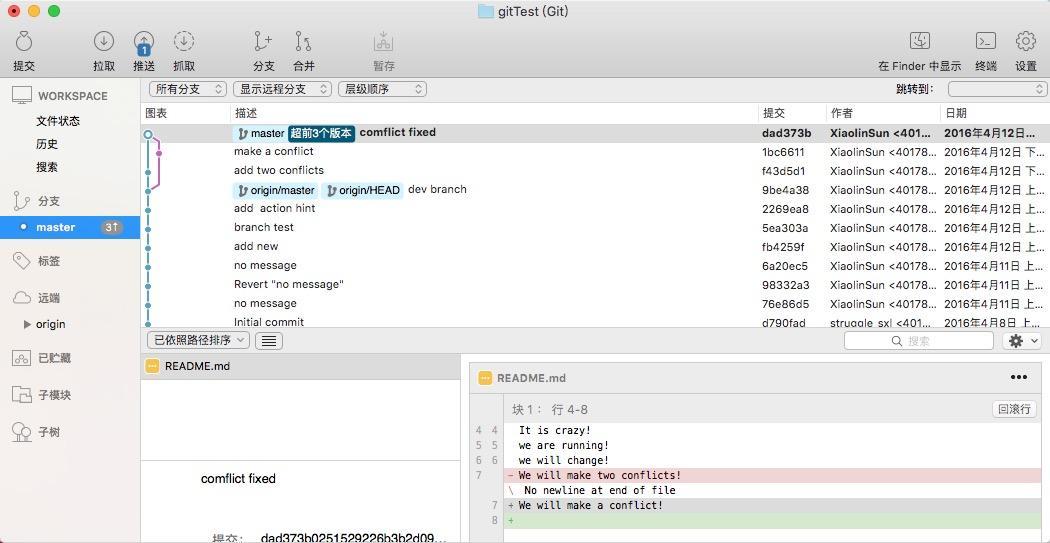 gitTest (Git)
1
提交 拉取 推送 抓取 分支 合并 暂存 在 Finder 中显示 终端 设置
WORKSPACE
文件状态
历史
搜索
分支
master 3↑
标签
远端
origin
已贮藏
子模块
子树
所有分支 显示远程分支 层级顺序 跳转到:
图表 描述 提交 作者 日期
master 超前3个版本 comflict fixed dad373b XiaolinSun <401... 2016年4月12日...
make a conflict 1bc6611 XiaolinSun <40178... 2016年4月12日 下...
add two conflicts f43d5d1 XiaolinSun <40178... 2016年4月12日 下...
origin/master origin/HEAD dev branch 9be4a38 XiaolinSun <40178... 2016年4月12日 上...
add action hint 2269ea8 XiaolinSun <40178... 2016年4月12日 上...
branch test 5ea303a XiaolinSun <40178... 2016年4月12日 上...
add new fb4259f XiaolinSun <40178... 2016年4月12日 上...
no message 6a20ec5 XiaolinSun <40178... 2016年4月11日 上...
Revert "no message" 98332a3 XiaolinSun <40178... 2016年4月11日 上...
no message 76e86d5 XiaolinSun <40178... 2016年4月11日 上...
Initial commit d790fad struggle_sxl <401... 2016年4月8日 上...
已依照路径排序 搜索
README.md
comflict fixed
提交: dad373b0251529226b3b2d09...
README.md
块 1： 行 4-8 回滚行
4 4 It is crazy!
5 5 we are running!
6 6 we will change!
7 - We will make two conflicts!
\ No newline at end of file
7 + We will make a conflict!
8 +